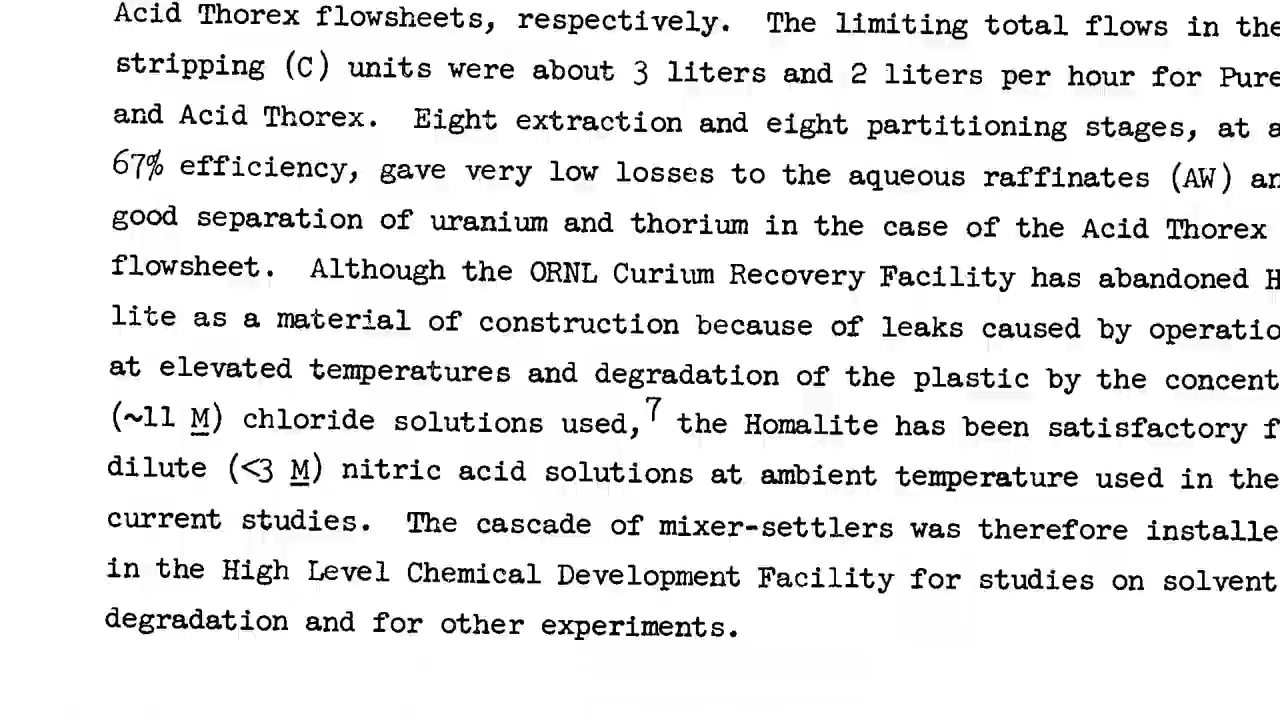 Acid Thorex flowsheets, respectively. The limiting total flows in the
stripping (C) units were about 3 liters and 2 liters per hour for Pure
and Acid Thorex. Eight extraction and eight partitioning stages, at a
67% efficiency, gave very low losses to the aqueous raffinates (AW) an
good separation of uranium and thorium in the case of the Acid Thorex
flowsheet. Although the ORNL Curium Recovery Facility has abandoned H
lite as a material of construction because of leaks caused by operatio
at elevated temperatures and degradation of the plastic by the concent
(~11 M) chloride solutions used,7 the Homalite has been satisfactory f
dilute (<3 M) nitric acid solutions at ambient temperature used in the
current studies. The cascade of mixer-settlers was therefore installe
in the High Level Chemical Development Facility for studies on solvent
degradation and for other experiments.